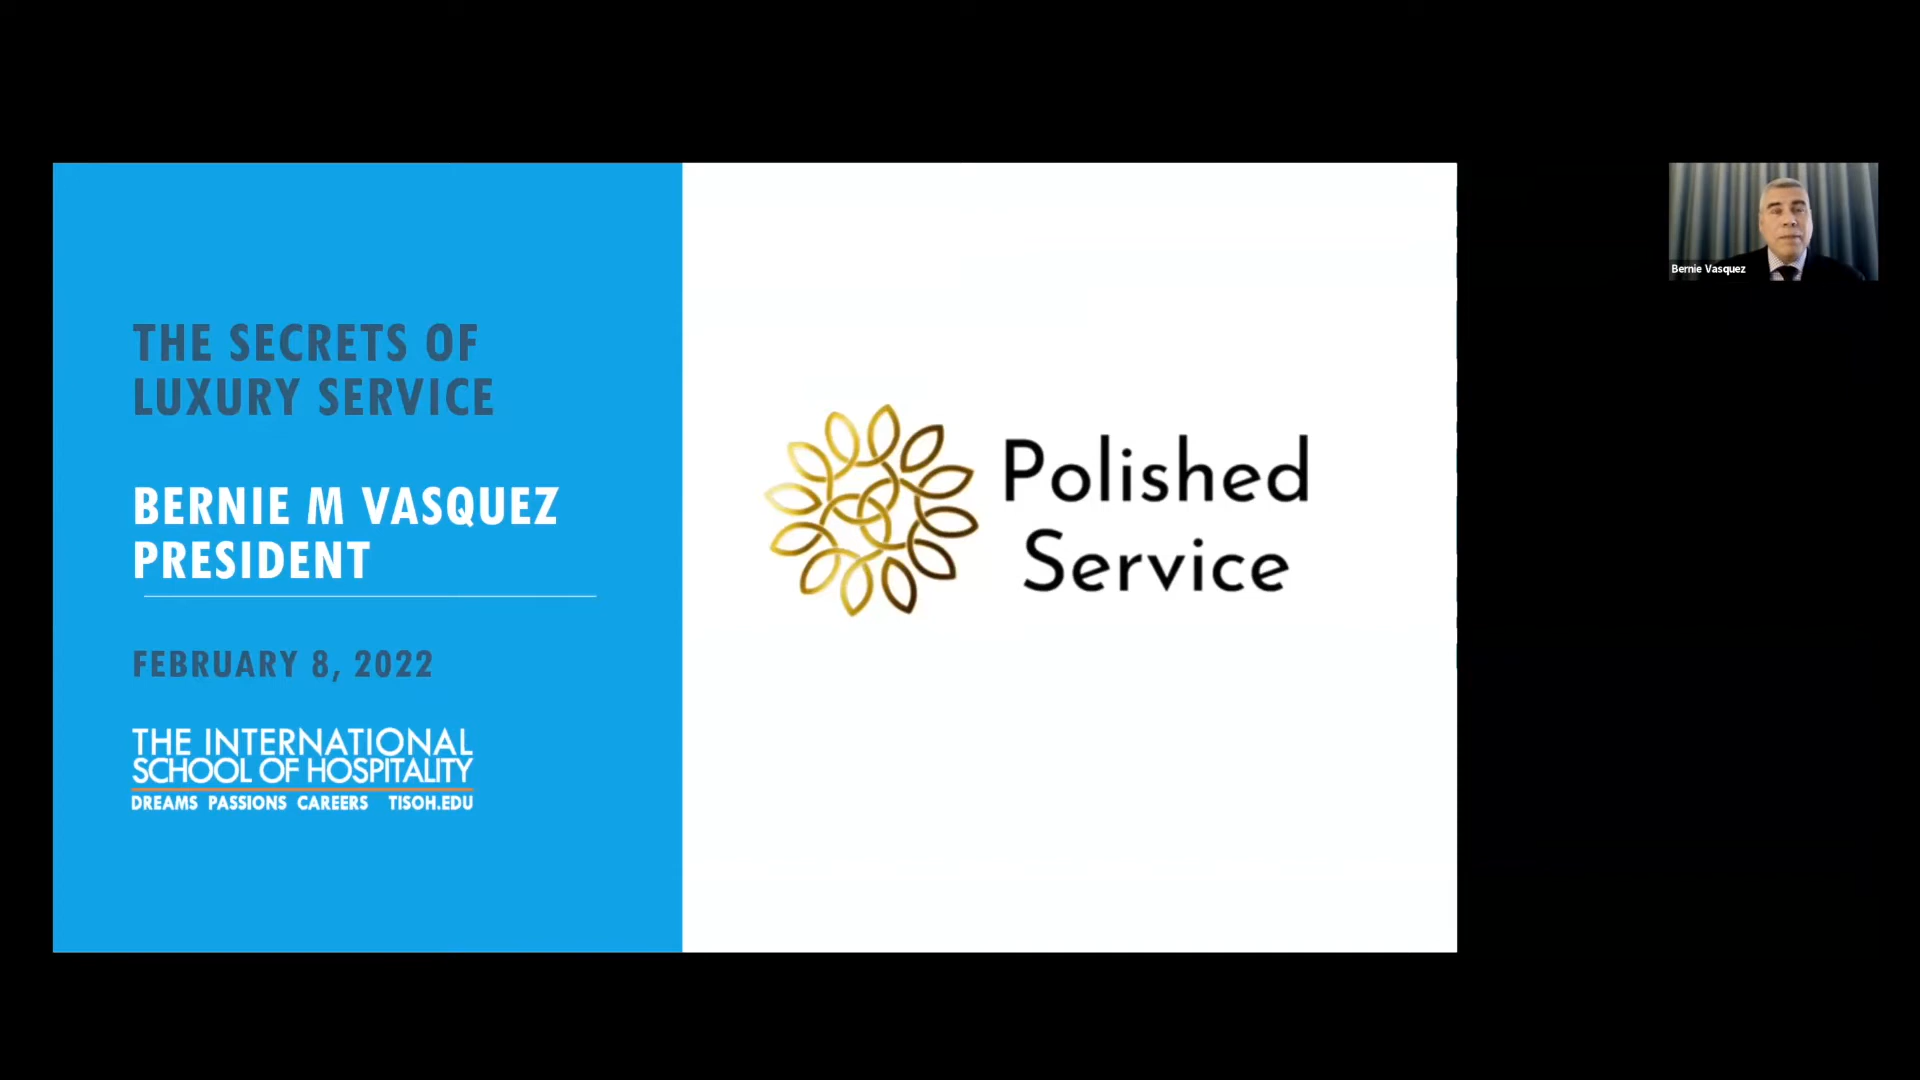 THE SECRETS OF
LUXURY SERVICE
BERNIE M VASQUEZ
PRESIDENT
FEBRUARY 8, 2022
THE INTERNATIONAL
SCHOOL OF HOSPITALITY
DREAMS PASSIONS CAREERS TISOH.EDU
Polished
Service
Bernie Vasquez